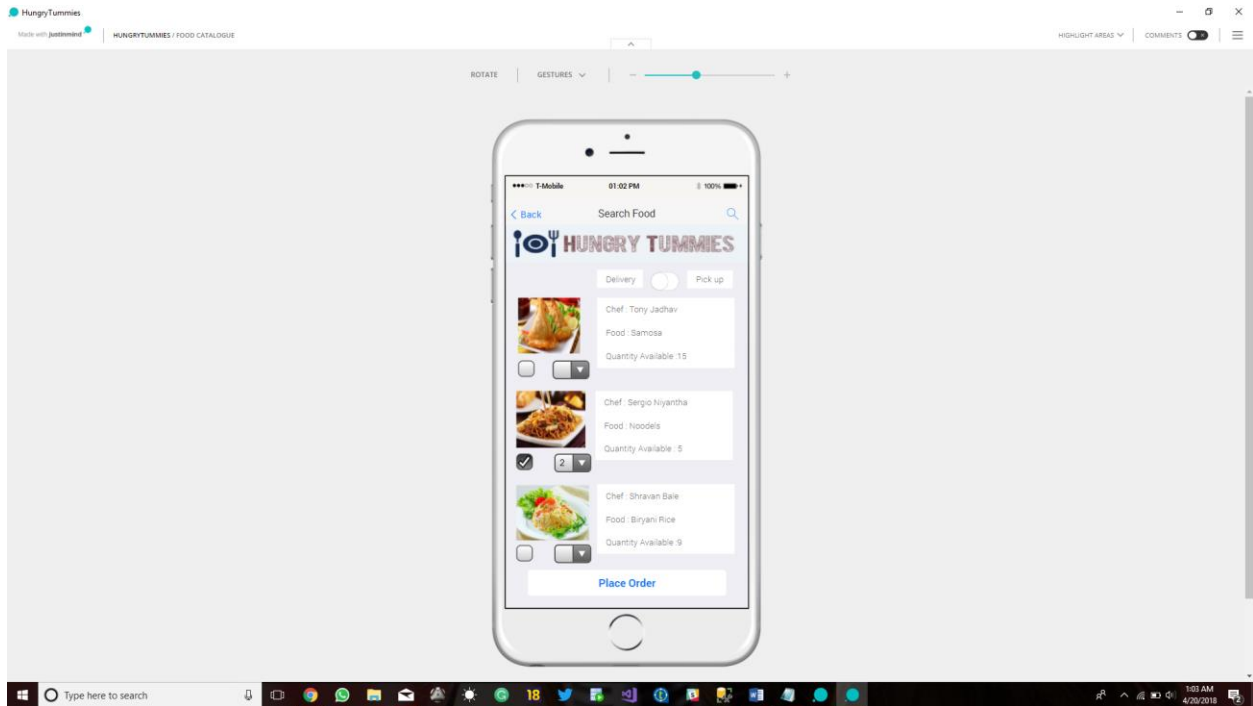 HungryTummies
Made with justinmind
HUNGRYTUMMIES / FOOD CATALOGUE
HIGHLIGHT AREAS
COMMENTS
ROTATE
GESTURES
T-Mobile
01:02 PM
100%
Back
Search Food
HUNGRY TUMMIES
Delivery
Pick up
Chef : Tony Jadhav
Food : Samosa
Quantity Available :15
Chef : Sergio Niyantha
Food : Noodels
2
Quantity Available : 5
Chef : Shravan Bale
Food : Biryani Rice
Quantity Available :9
Place Order
Type here to search
18
1:03 AM
4/20/2018
2